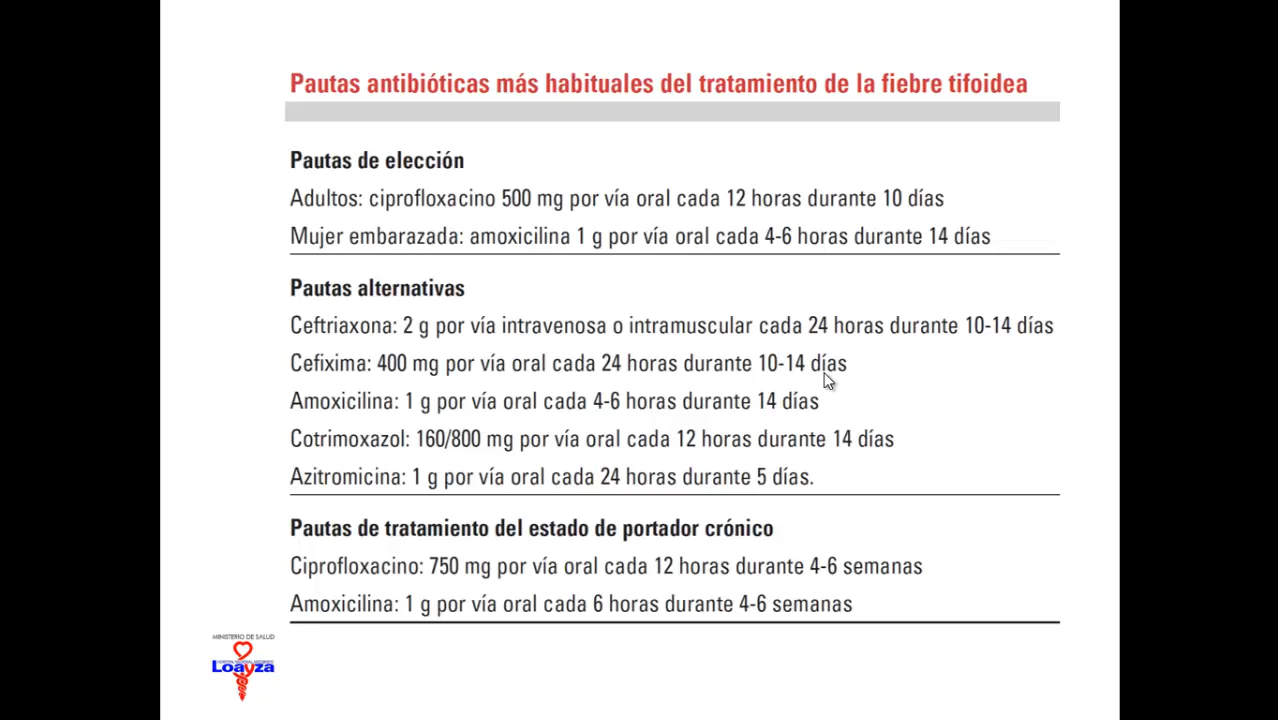 Pautas antibióticas más habituales del tratamiento de la fiebre tifoidea
Pautas de elección
Adultos: ciprofloxacino 500 mg por vía oral cada 12 horas durante 10 días
Mujer embarazada: amoxicilina 1 g por vía oral cada 4-6 horas durante 14 días
Pautas alternativas
Ceftriaxona: 2 g por vía intravenosa o intramuscular cada 24 horas durante 10-14 días
Cefixima: 400 mg por vía oral cada 24 horas durante 10-14 días
Amoxicilina: 1 g por vía oral cada 4-6 horas durante 14 días
Cotrimoxazol: 160/800 mg por vía oral cada 12 horas durante 14 días
Azitromicina: 1 g por vía oral cada 24 horas durante 5 días.
Pautas de tratamiento del estado de portador crónico
Ciprofloxacino: 750 mg por vía oral cada 12 horas durante 4-6 semanas
Amoxicilina: 1 g por vía oral cada 6 horas durante 4-6 semanas
MINISTERIO DE SALUD
Loayza